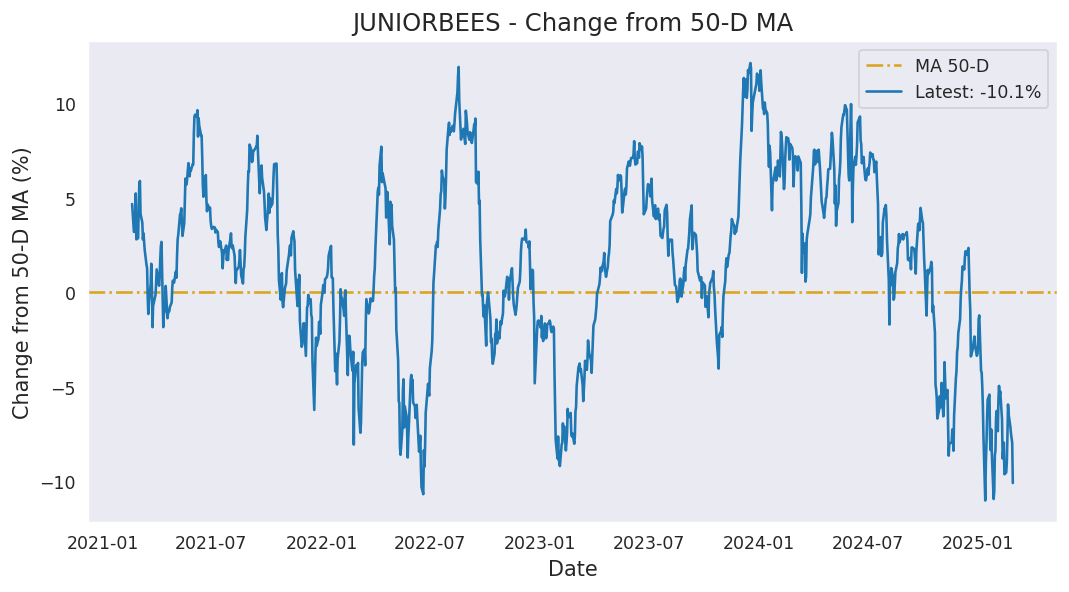 JUNIORBEES - Change from 50-D MA
MA 50-D
Latest: -10.1%
Change from 50-D MA (%)
10
5
0
−5
−10
2021-01 2021-07 2022-01 2022-07 2023-01 2023-07 2024-01 2024-07 2025-01
Date